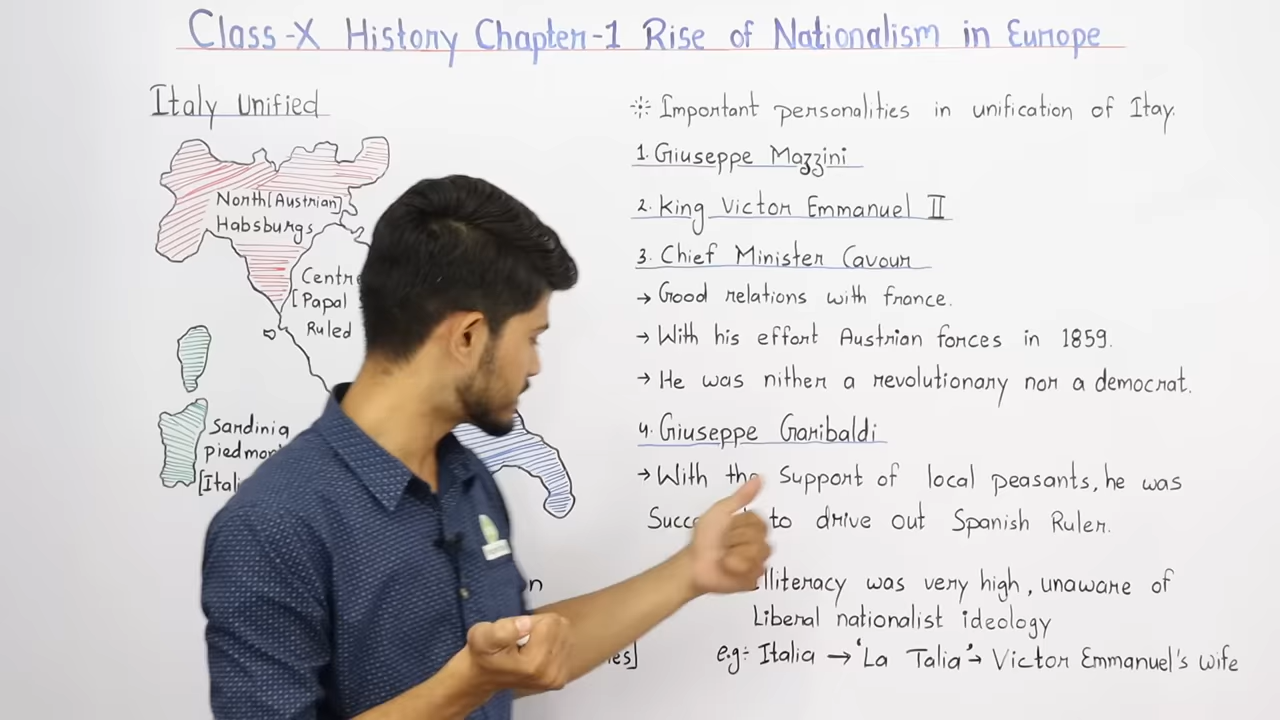 Class-X History Chapter-1 Rise of Nationalism in Europe
Italy Unified
North[Austrian]
Habsburgs
Centre
[Papal
Ruled
Sardinia
[Itali
* Important personalities in unification of Itay.
1. Giuseppe Mazzini
2. King Victor Emmanuel II
3. Chief Minister Cavour
→ Good relations with france.
→ With his effort Austrian forces in 1859.
→ He was nither a revolutionary nor a democrat.
4. Giuseppe Garibaldi
→ With the Support of local peasants, he was
to drive out Spanish Ruler.
lliteracy was very high, unaware of
Liberal nationalist ideology
e.g:- Italia → 'La Talia' → Victor Emmanuel's wife